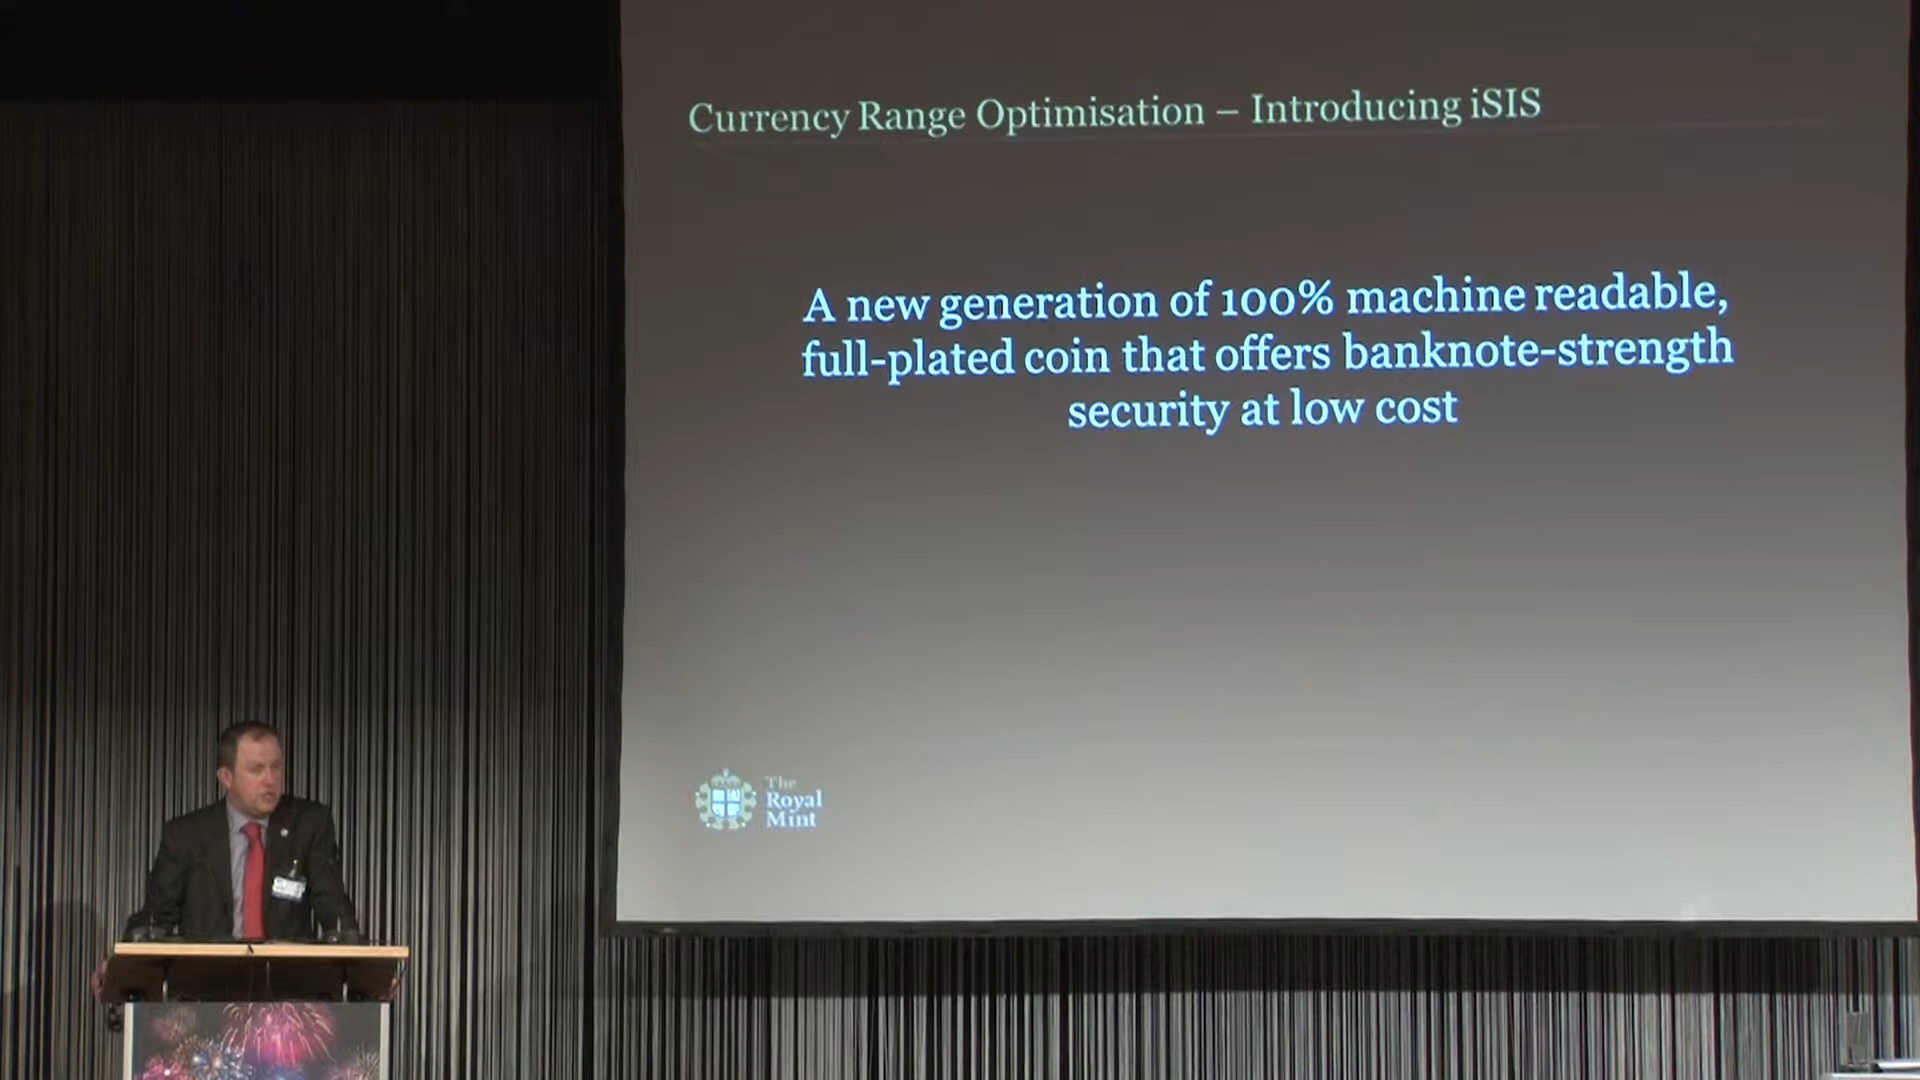 Currency Range Optimisation – Introducing iSIS
A new generation of 100% machine readable,
full-plated coin that offers banknote-strength
security at low cost
The
Royal
Mint